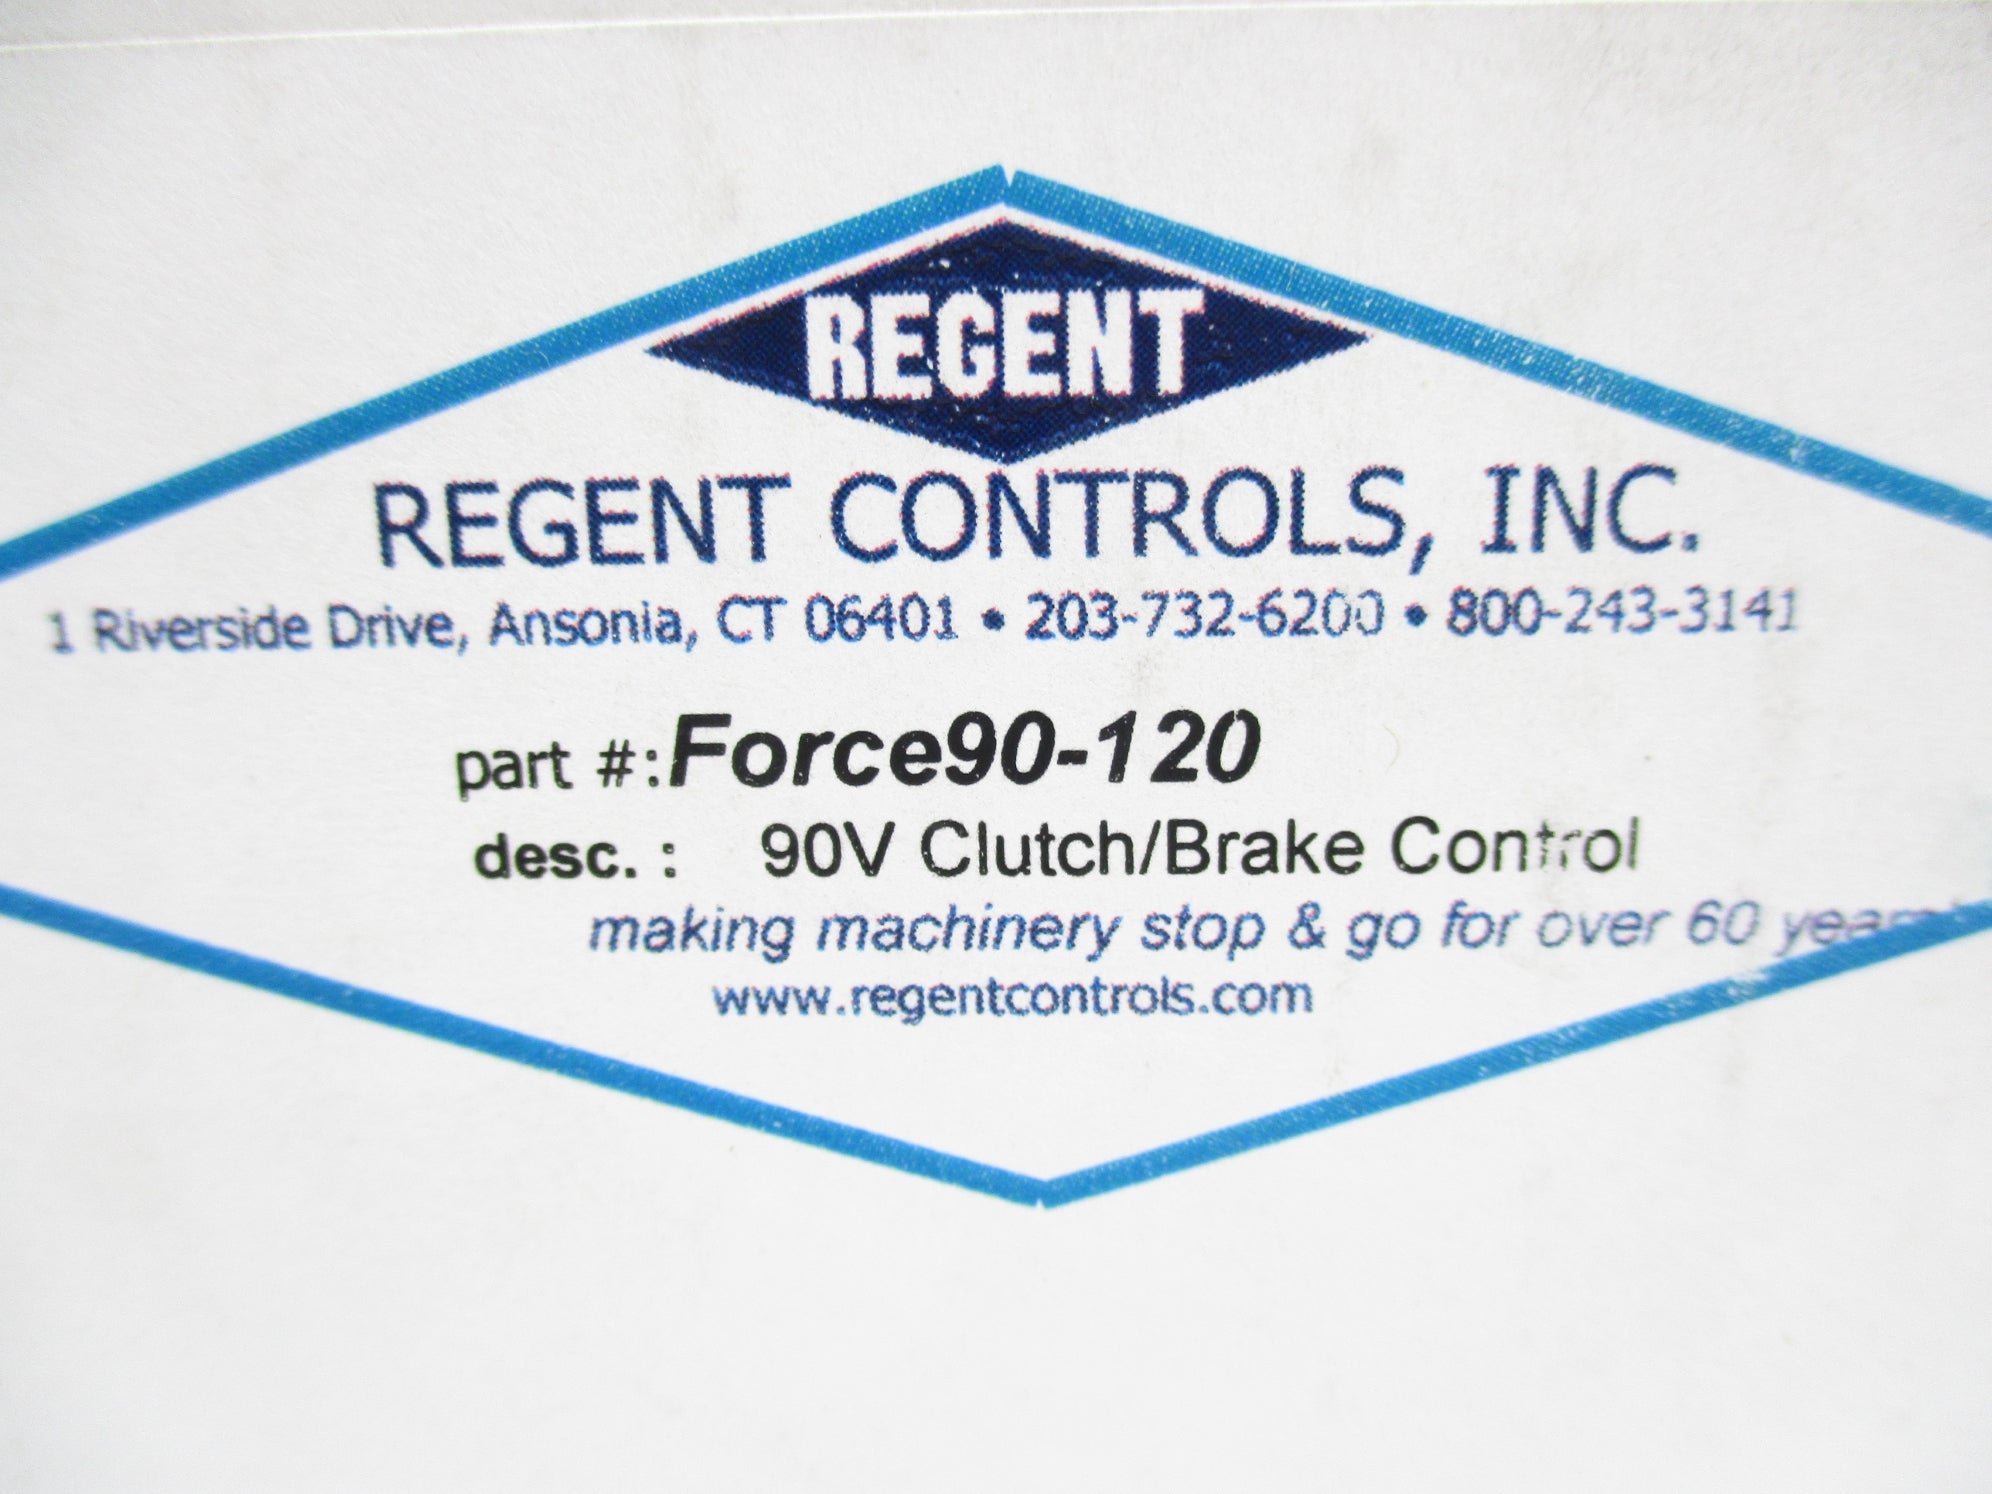 REGENT
REGENT CONTROLS, INC.
1 Riverside Drive, Ansonia, CT 06401 • 203-732-6200 • 800-243-3141
part #: Force90-120
desc. : 90V Clutch/Brake Control
making machinery stop & go for over 60 years
www.regentcontrols.com